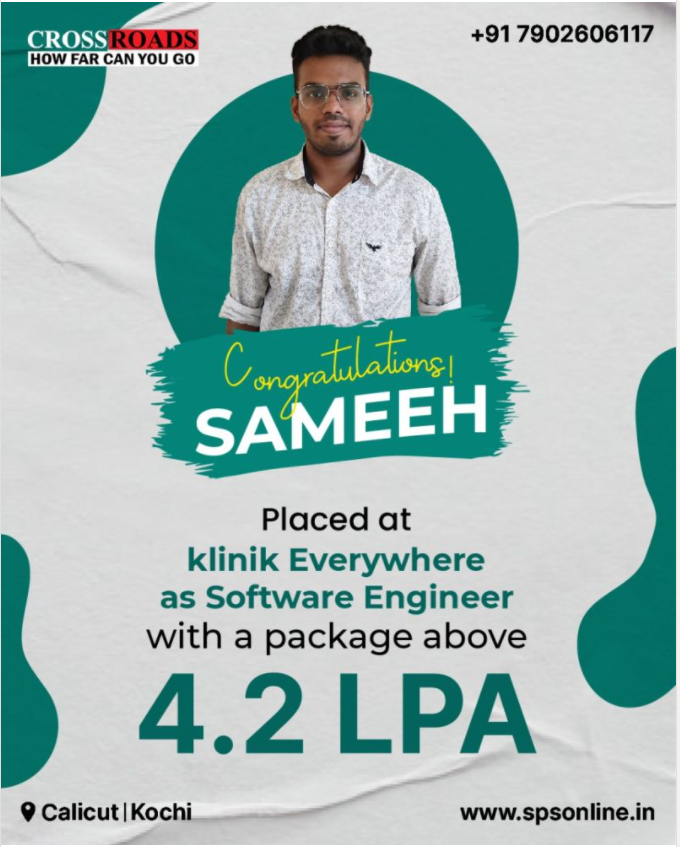 CROSSROADS
HOW FAR CAN YOU GO
+91 7902606117
Congratulations!
SAMEEH
Placed at
klinik Everywhere
as Software Engineer
with a package above
4.2 LPA
Calicut|Kochi
www.spsonline.in